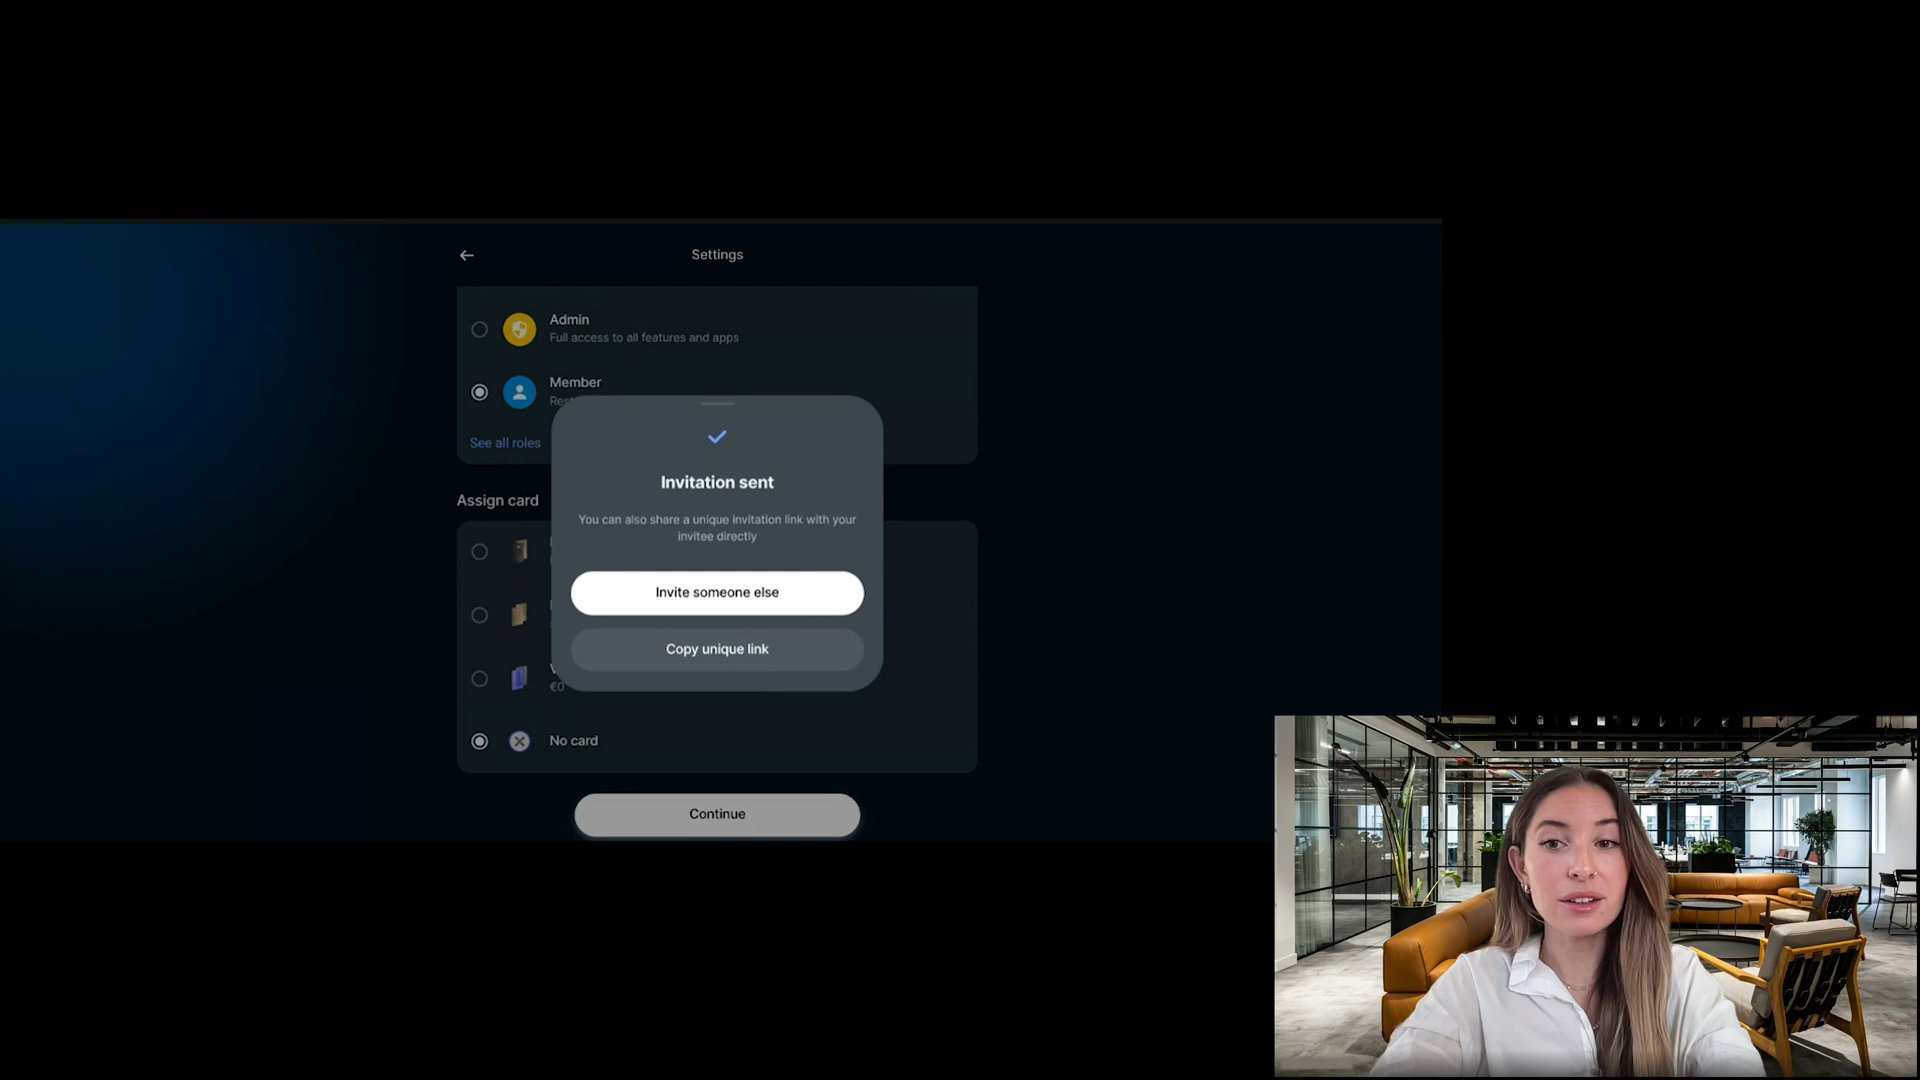 Settings
Admin
Full access to all features and apps
Member
See all roles
Invitation sent
You can also share a unique invitation link with your
invitee directly
Assign card
Invite someone else
Copy unique link
€0
No card
Continue